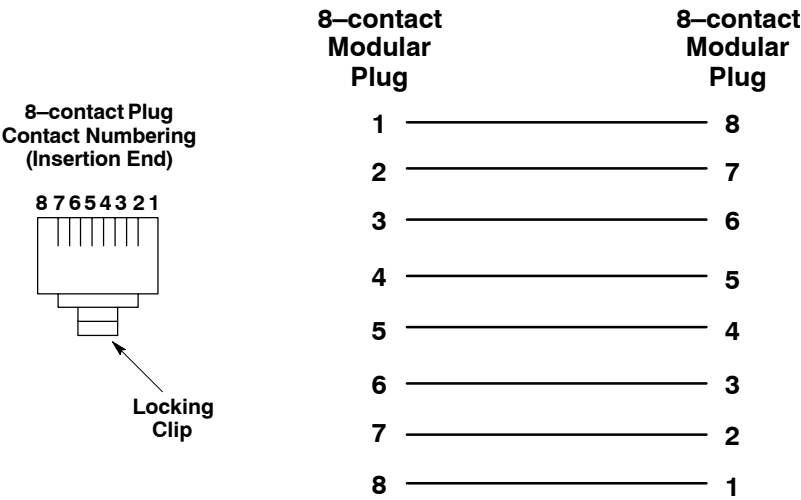 8–contact Plug
Contact Numbering
(Insertion End)
8 7 6 5 4 3 2 1
Locking
Clip
8–contact
Modular
Plug
8–contact
Modular
Plug
1 8
2 7
3 6
4 5
5 4
6 3
7 2
8 1